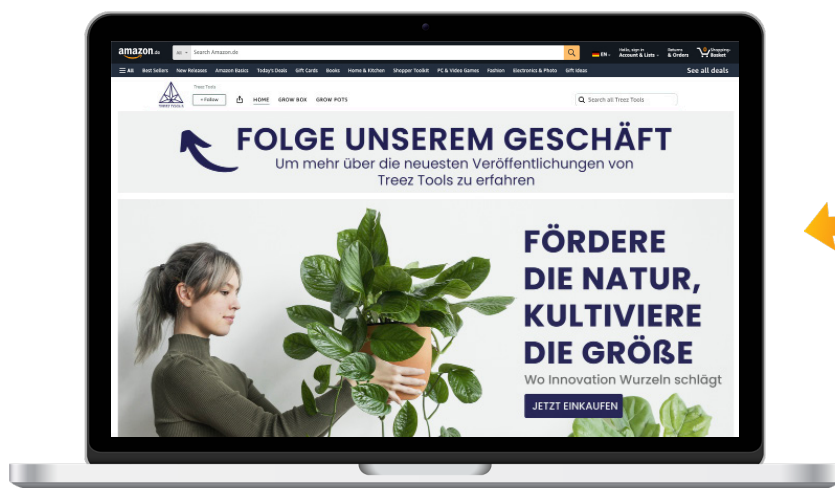 amazon.de
All
Search Amazon.de
EN
Hello, sign in
Account & Lists
Returns
& Orders
Shopping
Basket
All Best Sellers New Releases Amazon Basics Today's Deals Gift Cards Books Home & Kitchen Shopper Toolkit PC & Video Games Fashion Electronics & Photo Gift Ideas See all deals
TREEZ TOOLS
Treez Tools
+ Follow
HOME GROW BOX GROW POTS
Search all Treez Tools
FOLGE UNSEREM GESCHÄFT
Um mehr über die neuesten Veröffentlichungen von
Treez Tools zu erfahren
FÖRDERE
DIE NATUR,
KULTIVIERE
DIE GRÖßE
Wo Innovation Wurzeln schlägt
JETZT EINKAUFEN